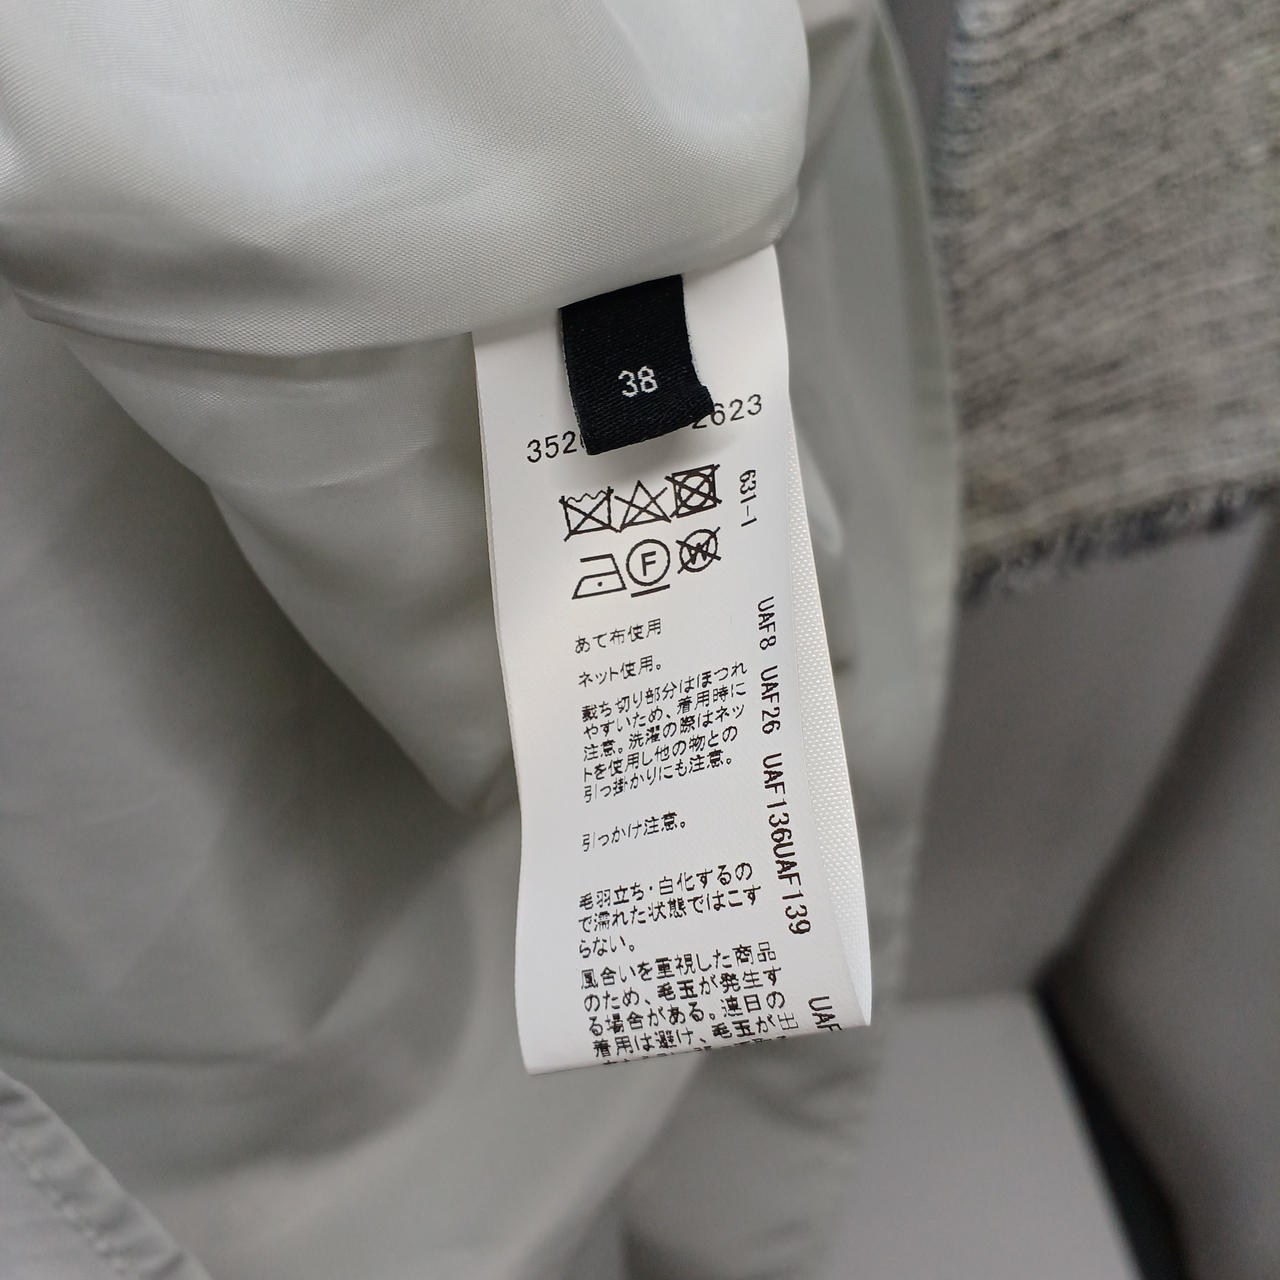 38
352 2623
631-1
F
W
あて布使用
ネット使用。
裁ち切り部分はほつれ
やすいため、着用時に
注意。洗濯の際はネッ
トを使用し他の物との
引っ掛かりにも注意。
引っかけ注意。
毛羽立ち・白化するの
で濡れた状態ではこす
らない。
風合いを重視した商品
のため、毛玉が発生す
る場合がある。連日の
着用は避け、毛玉が出
UAF8 UAF26 UAF136UAF139
UAF